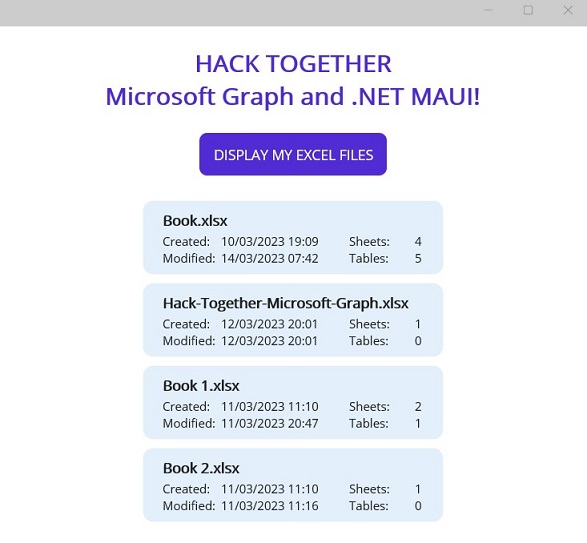 HACK TOGETHER
Microsoft Graph and .NET MAUI!
DISPLAY MY EXCEL FILES
Book.xlsx
Created: 10/03/2023 19:09 Sheets: 4
Modified: 14/03/2023 07:42 Tables: 5
Hack-Together-Microsoft-Graph.xlsx
Created: 12/03/2023 20:01 Sheets: 1
Modified: 12/03/2023 20:01 Tables: 0
Book 1.xlsx
Created: 11/03/2023 11:10 Sheets: 2
Modified: 11/03/2023 20:47 Tables: 1
Book 2.xlsx
Created: 11/03/2023 11:10 Sheets: 1
Modified: 11/03/2023 11:16 Tables: 0